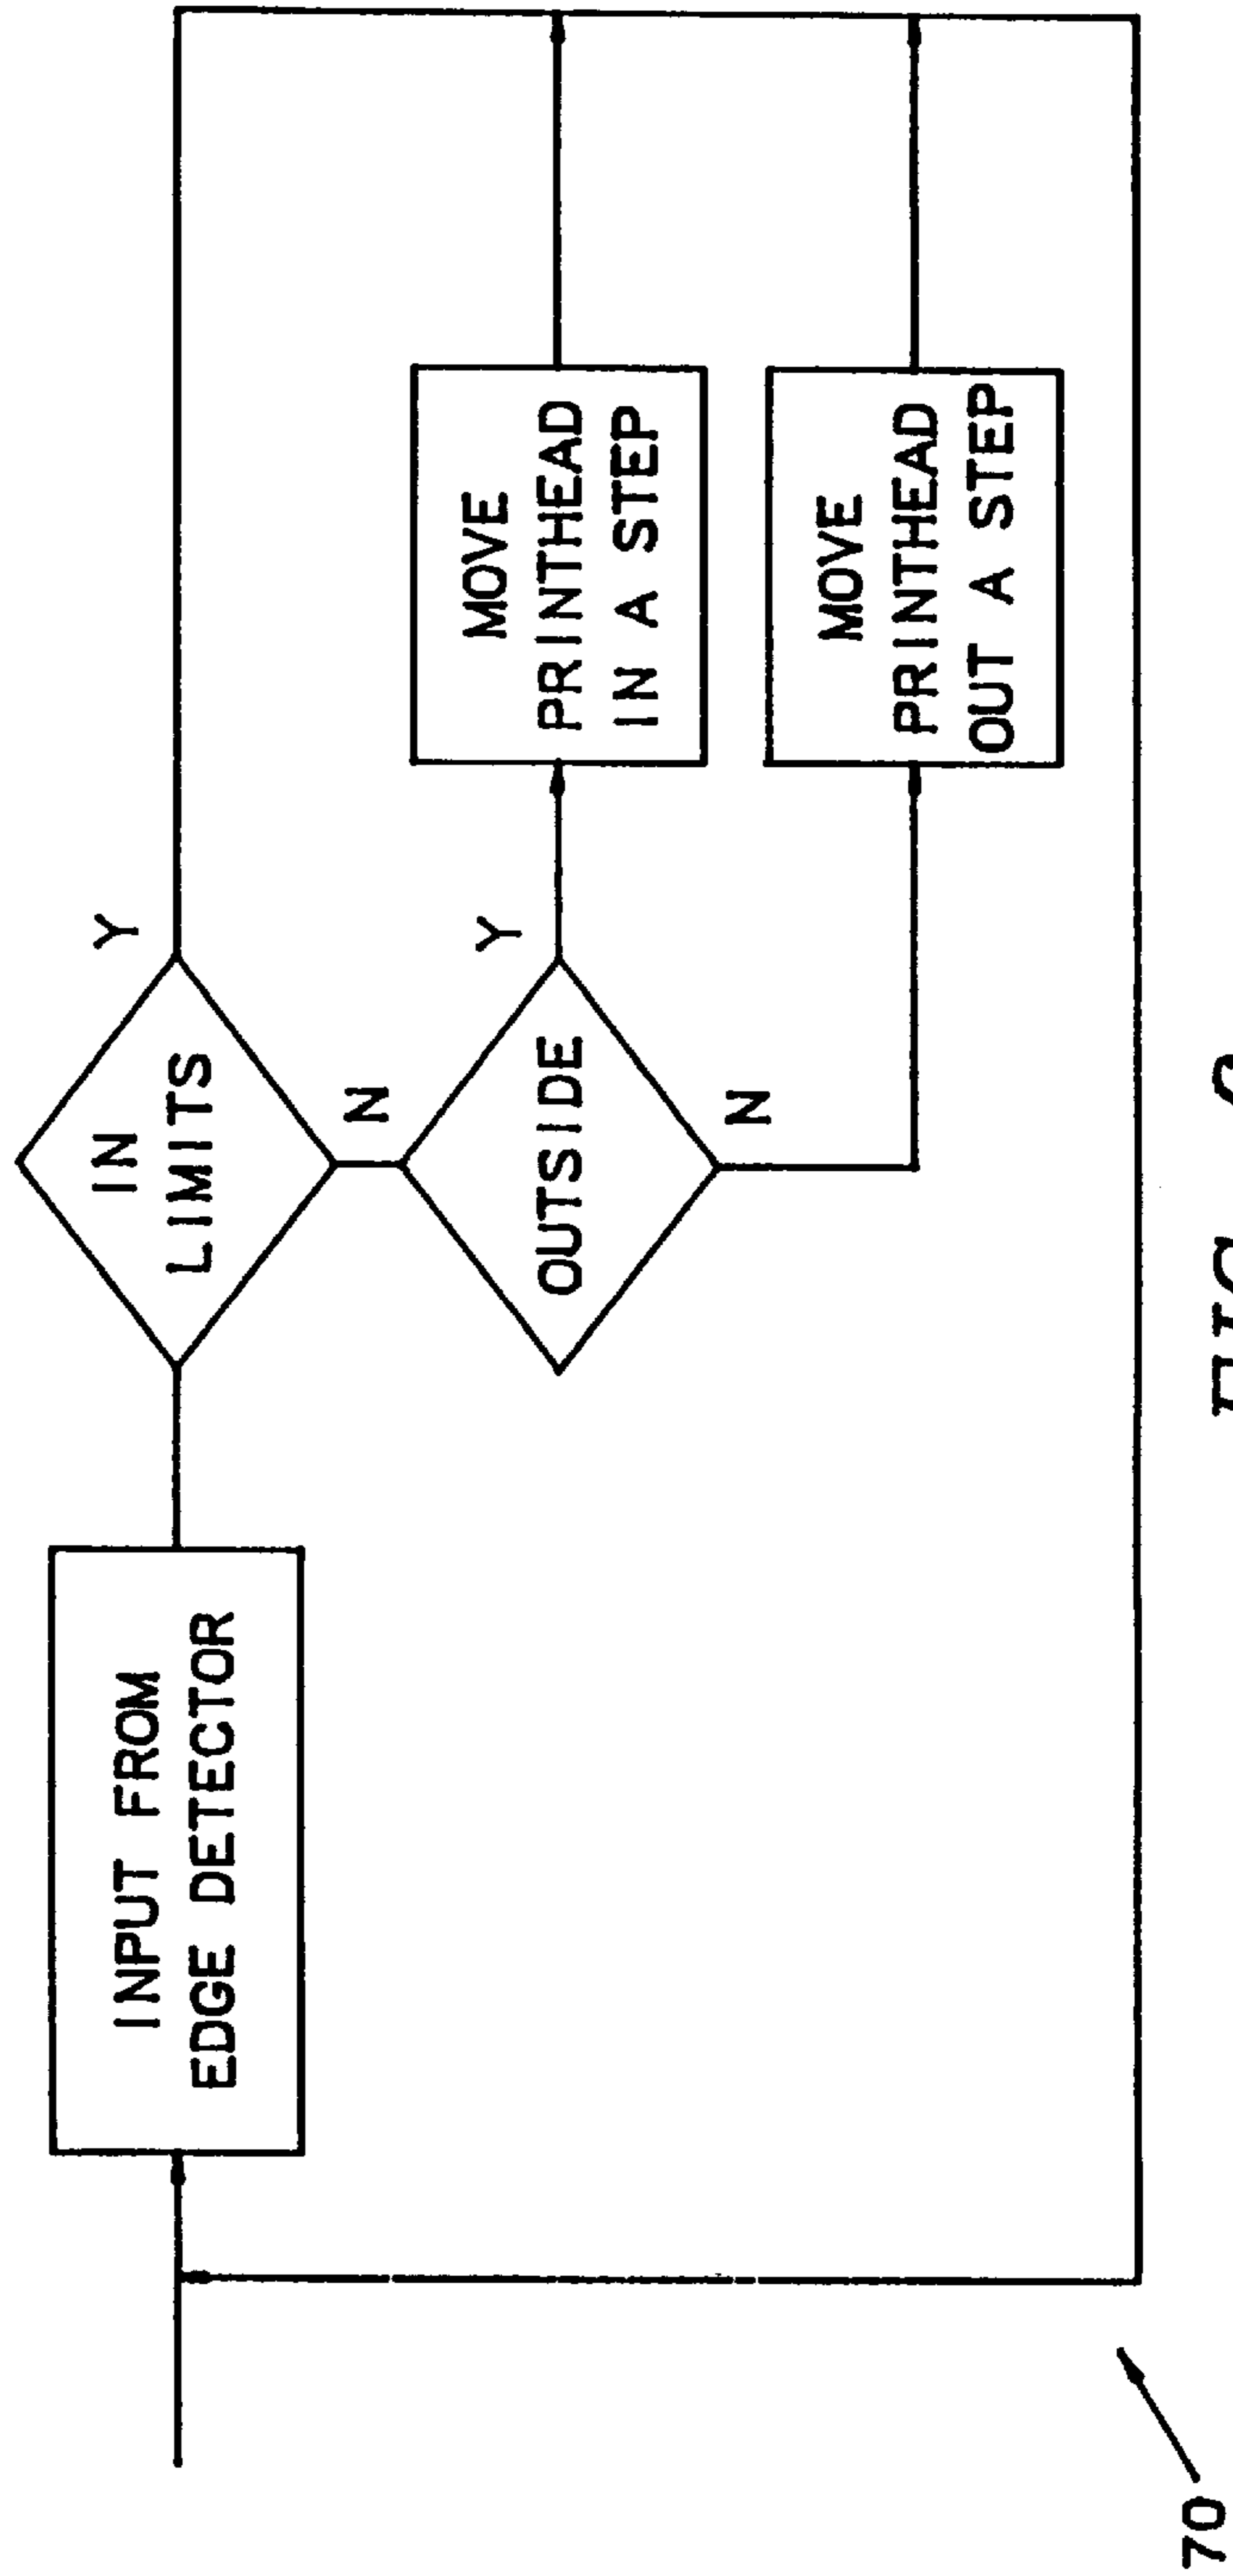 INPUT FROM
EDGE DETECTOR
IN
LIMITS
Y
N
OUTSIDE
Y
N
MOVE
PRINTHEAD
IN A STEP
MOVE
PRINTHEAD
OUT A STEP
70